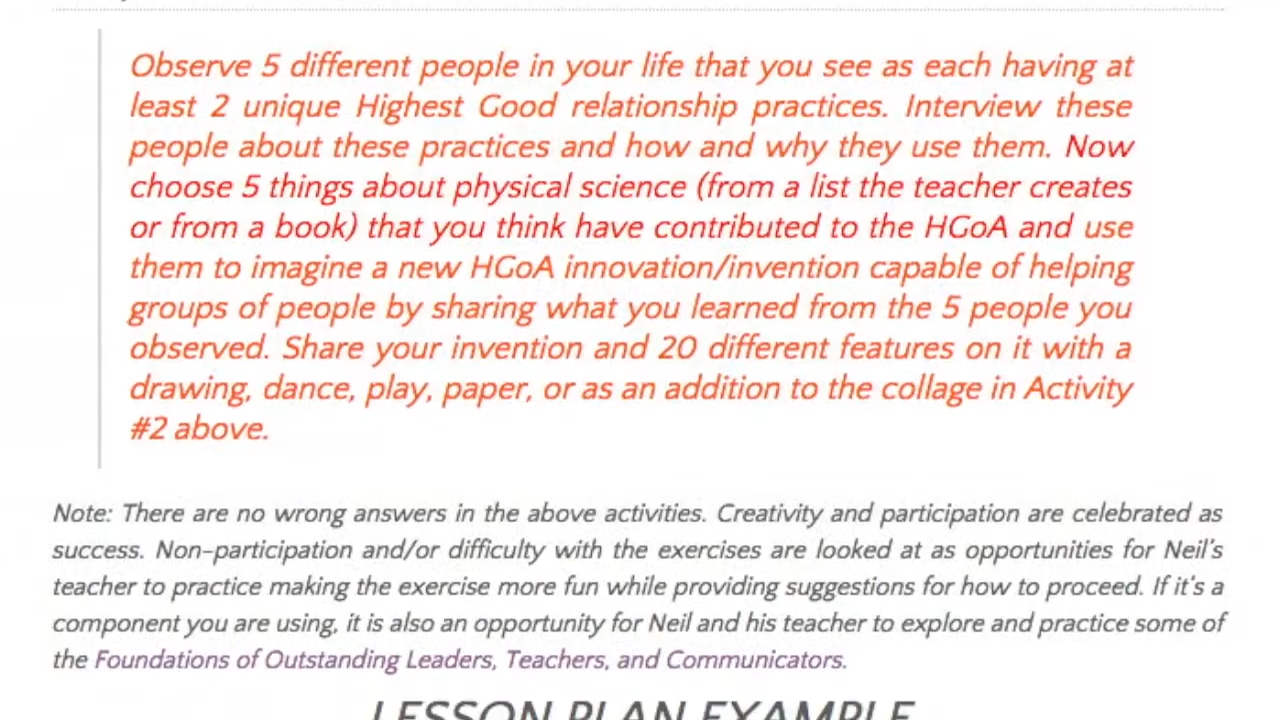 Observe 5 different people in your life that you see as each having at
least 2 unique Highest Good relationship practices. Interview these
people about these practices and how and why they use them. Now
choose 5 things about physical science (from a list the teacher creates
or from a book) that you think have contributed to the HGoA and use
them to imagine a new HGoA innovation/invention capable of helping
groups of people by sharing what you learned from the 5 people you
observed. Share your invention and 20 different features on it with a
drawing, dance, play, paper, or as an addition to the collage in Activity
#2 above.
Note: There are no wrong answers in the above activities. Creativity and participation are celebrated as
success. Non-participation and/or difficulty with the exercises are looked at as opportunities for Neil's
teacher to practice making the exercise more fun while providing suggestions for how to proceed. If it's a
component you are using, it is also an opportunity for Neil and his teacher to explore and practice some of
the Foundations of Outstanding Leaders, Teachers, and Communicators.
LESSON PLAN EXAMPLE